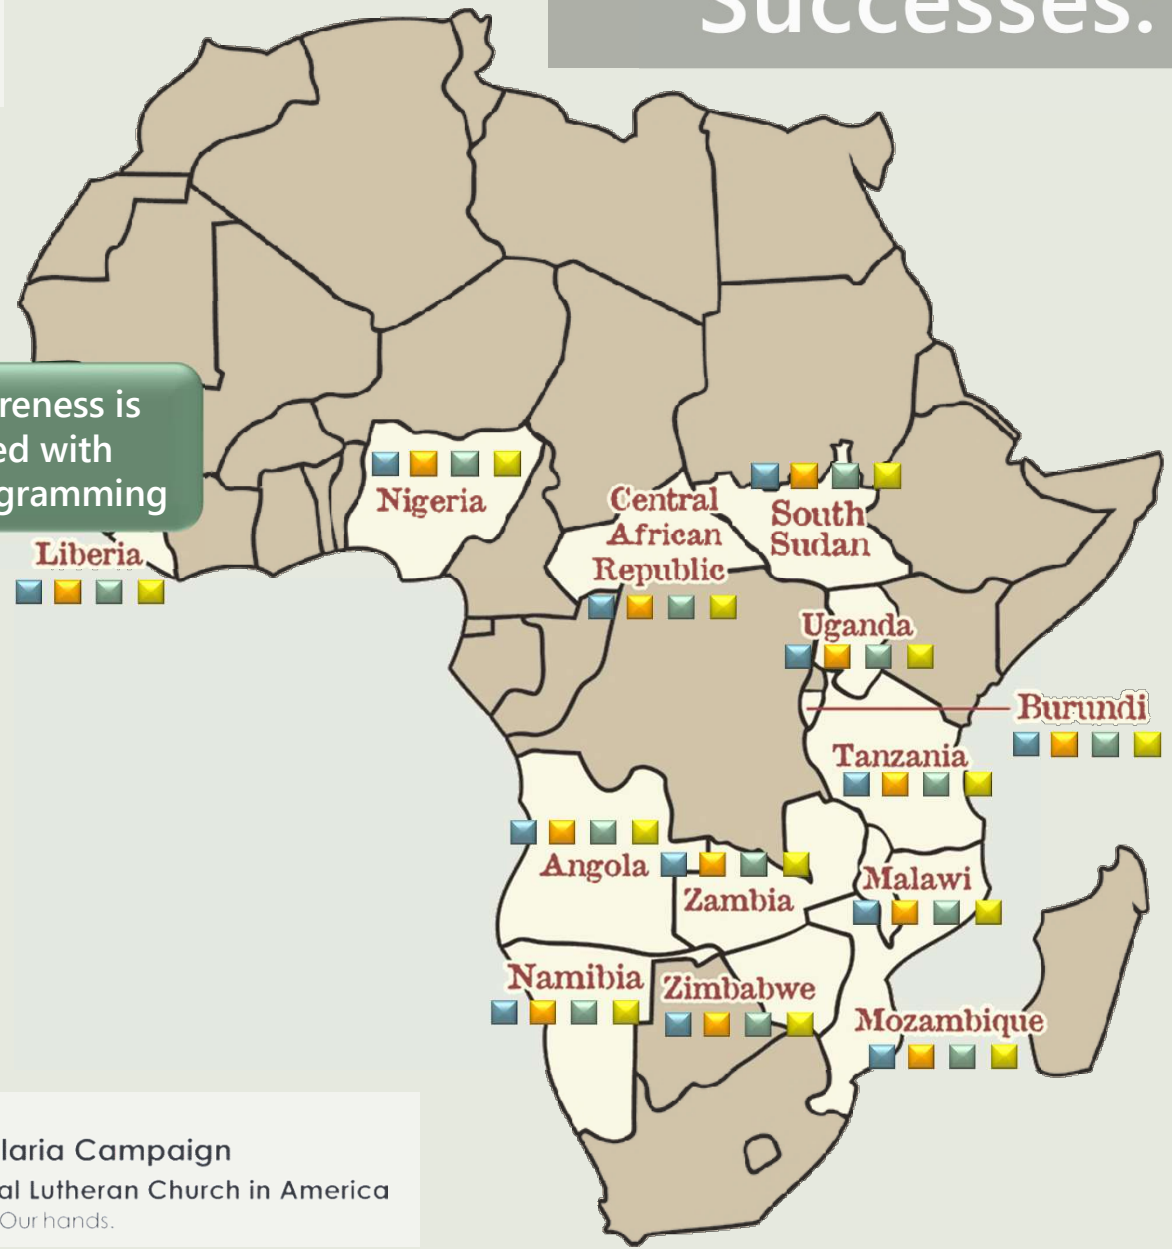 Successes.
reness is
ed with
gramming
Nigeria
Liberia
Central
African
Republic
South
Sudan
Uganda
Burundi
Tanzania
Angola
Zambia
Malawi
Namibia
Zimbabwe
Mozambique
laria Campaign
al Lutheran Church in America
Our hands.